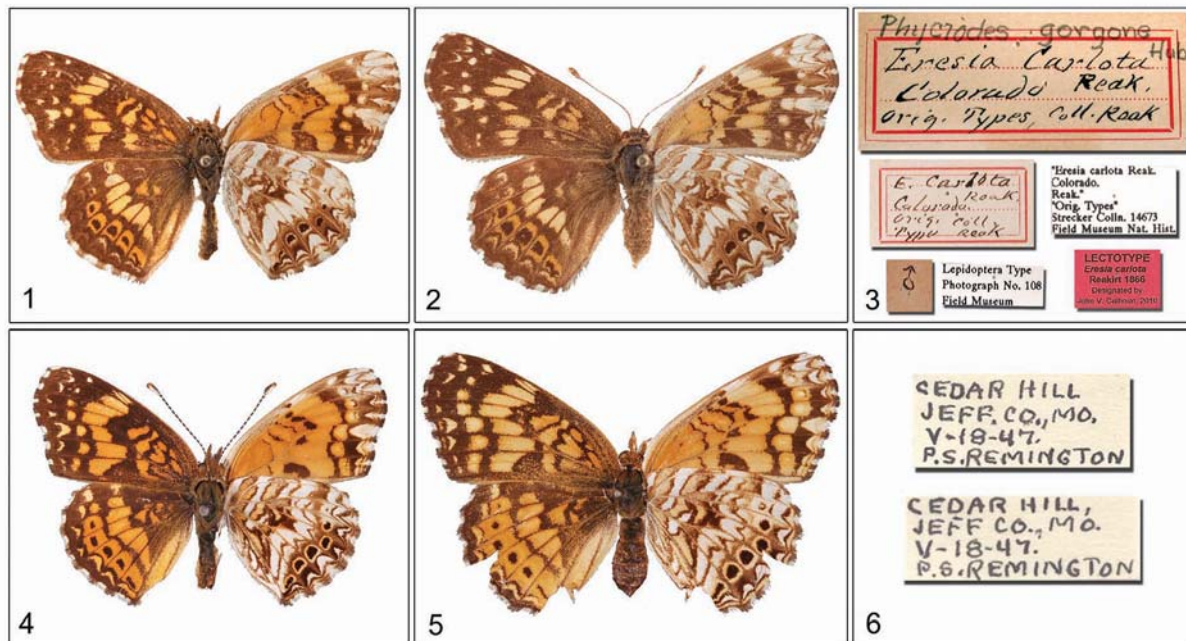 1
2
Phyciodes gorgone
Hub
Eresia Carlota
Colorado Reak.
Orig. Types, Coll. Reak
E. Carlota
Reak.
Colorado.
Orig. Coll.
Type Reak
"Eresia carlota Reak.
Colorado.
Reak."
"Orig. Types"
Strecker Colln. 14673
Field Museum Nat. Hist.
♂
Lepidoptera Type
Photograph No. 108
Field Museum
LECTOTYPE
Eresia carlota
Reakirt 1866
Designated by
John V. Calhoun, 2010
3
4
5
CEDAR HILL
JEFF. CO., MO.
V-18-47.
P.S. REMINGTON
CEDAR HILL,
JEFF CO., MO.
V-18-47.
P.S. REMINGTON
6